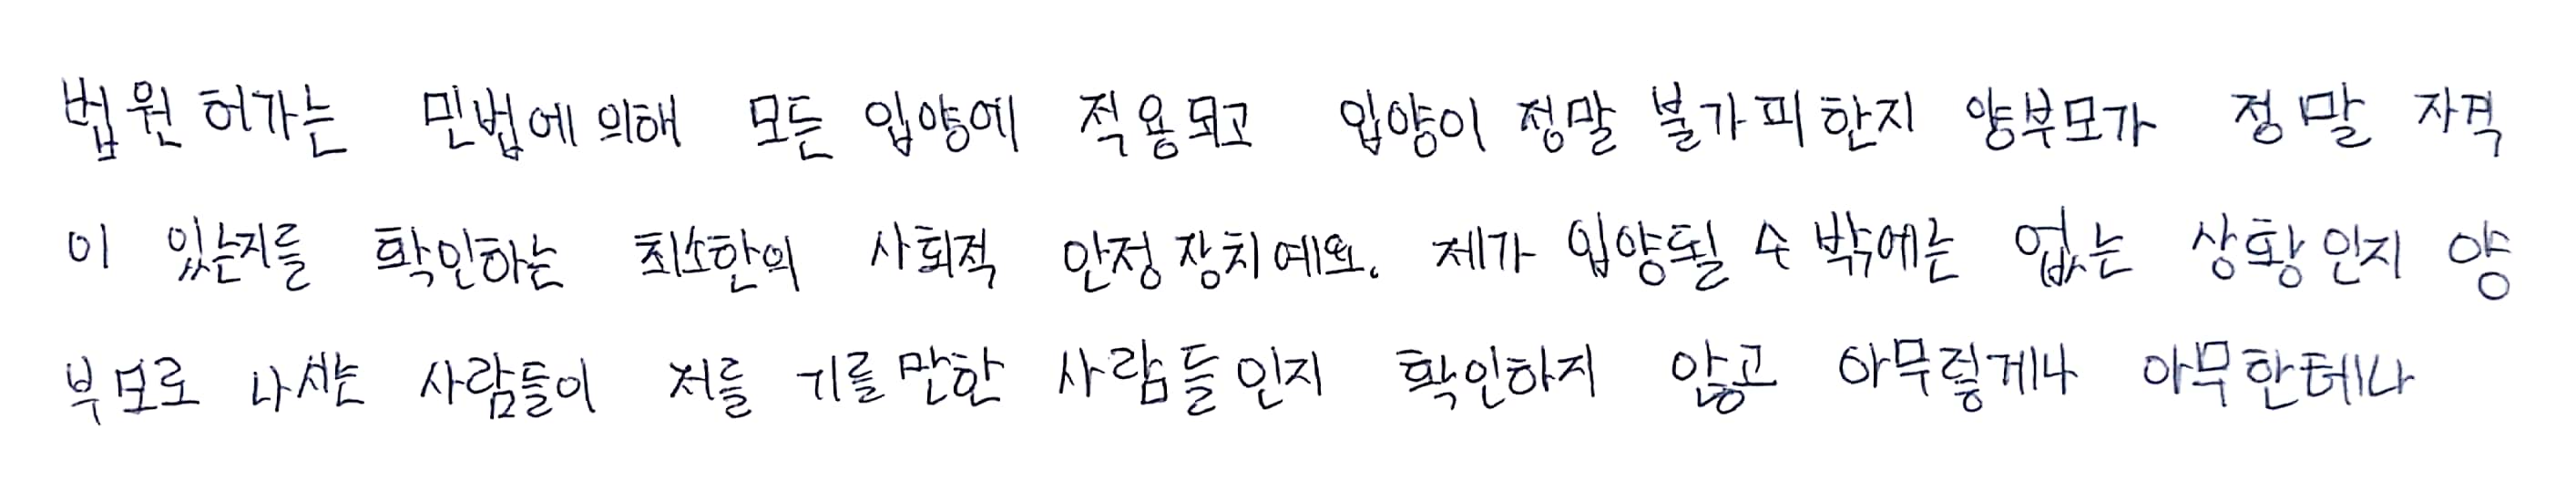 법원 허가는 민법에 의해 모든 입양에 적용되고 입양이 정말 불가피한지 양부모가 정말 자격
이 있는지를 확인하는 최소한의 사회적 안정장치예요. 제가 입양될 수밖에는 없는 상황인지 양
부모로 나서는 사람들이 저를 기를만한 사람들인지 확인하지 않고 아무렇게나 아무한테나